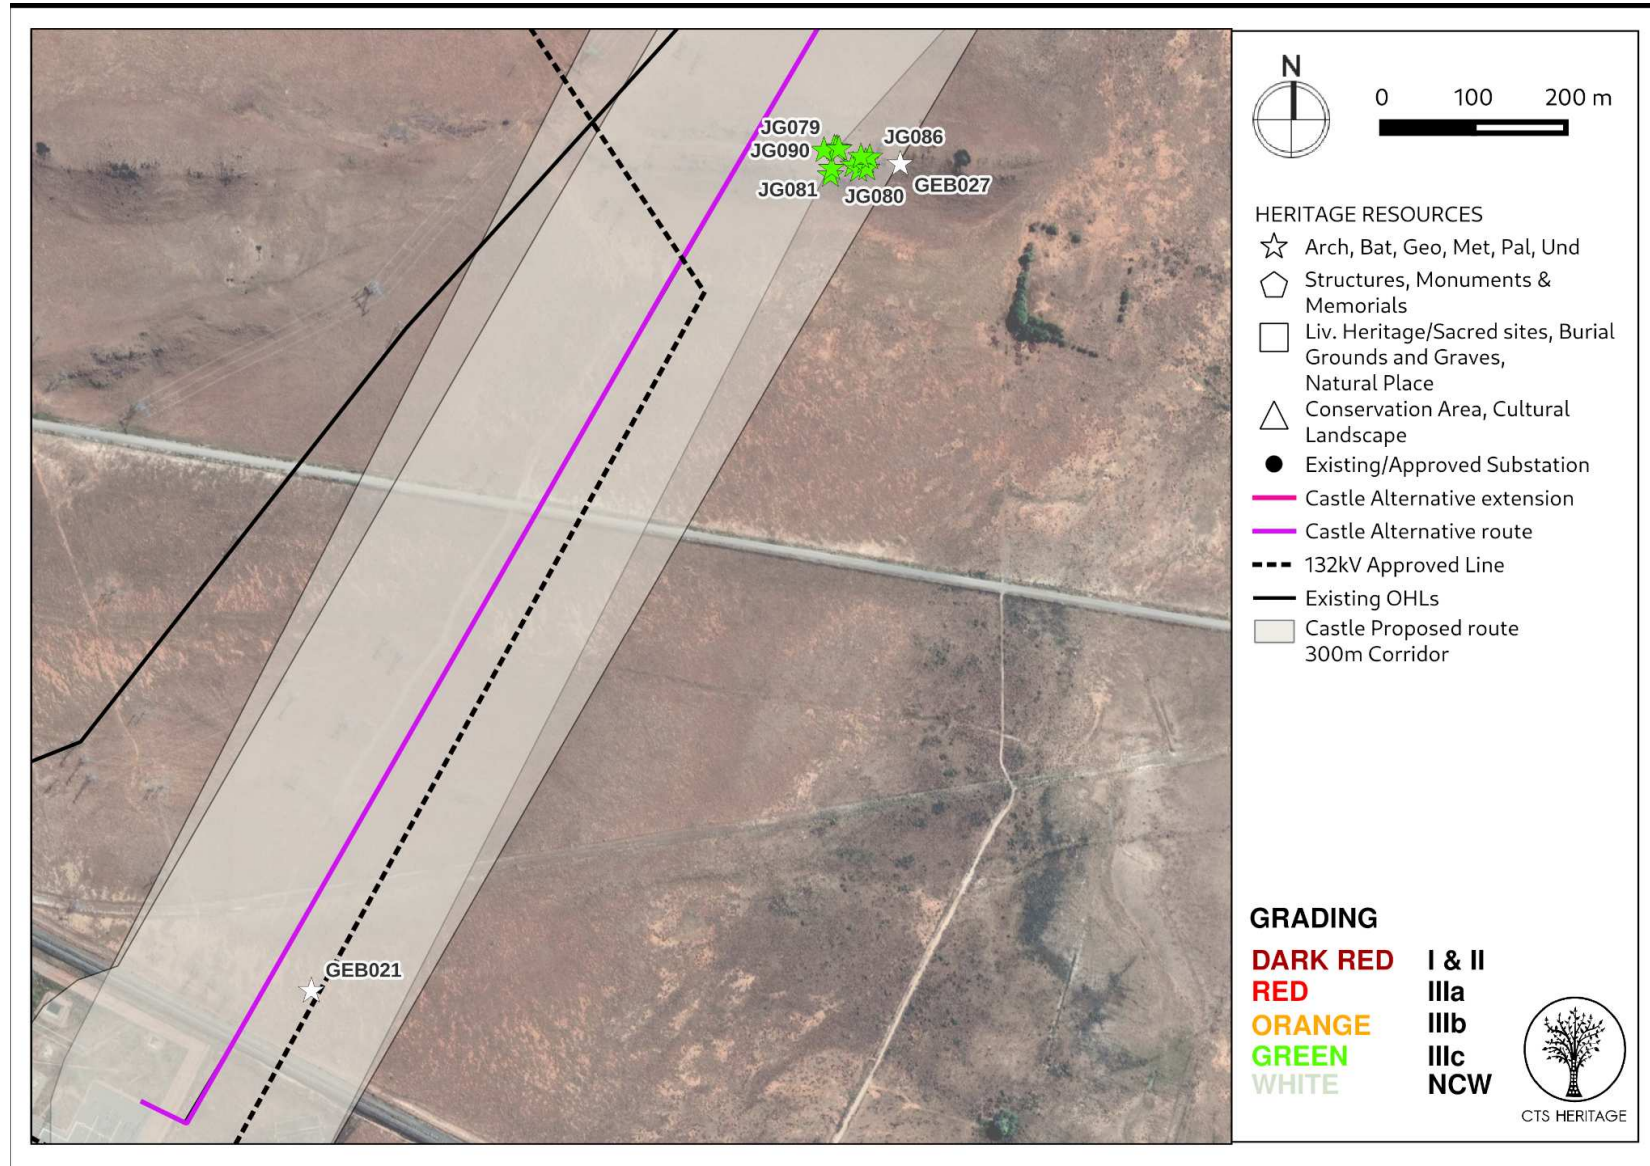 JG079
JG090
JG086
GEB027
JG081
JG080
GEB021
N
0 100 200 m
HERITAGE RESOURCES
Arch, Bat, Geo, Met, Pal, Und
Structures, Monuments &
Memorials
Liv. Heritage/Sacred sites, Burial
Grounds and Graves,
Natural Place
Conservation Area, Cultural
Landscape
Existing/Approved Substation
Castle Alternative extension
Castle Alternative route
132kV Approved Line
Existing OHLs
Castle Proposed route
300m Corridor
GRADING
DARK RED I & II
RED IIIa
ORANGE IIIb
GREEN IIIc
WHITE NCW
CTS HERITAGE